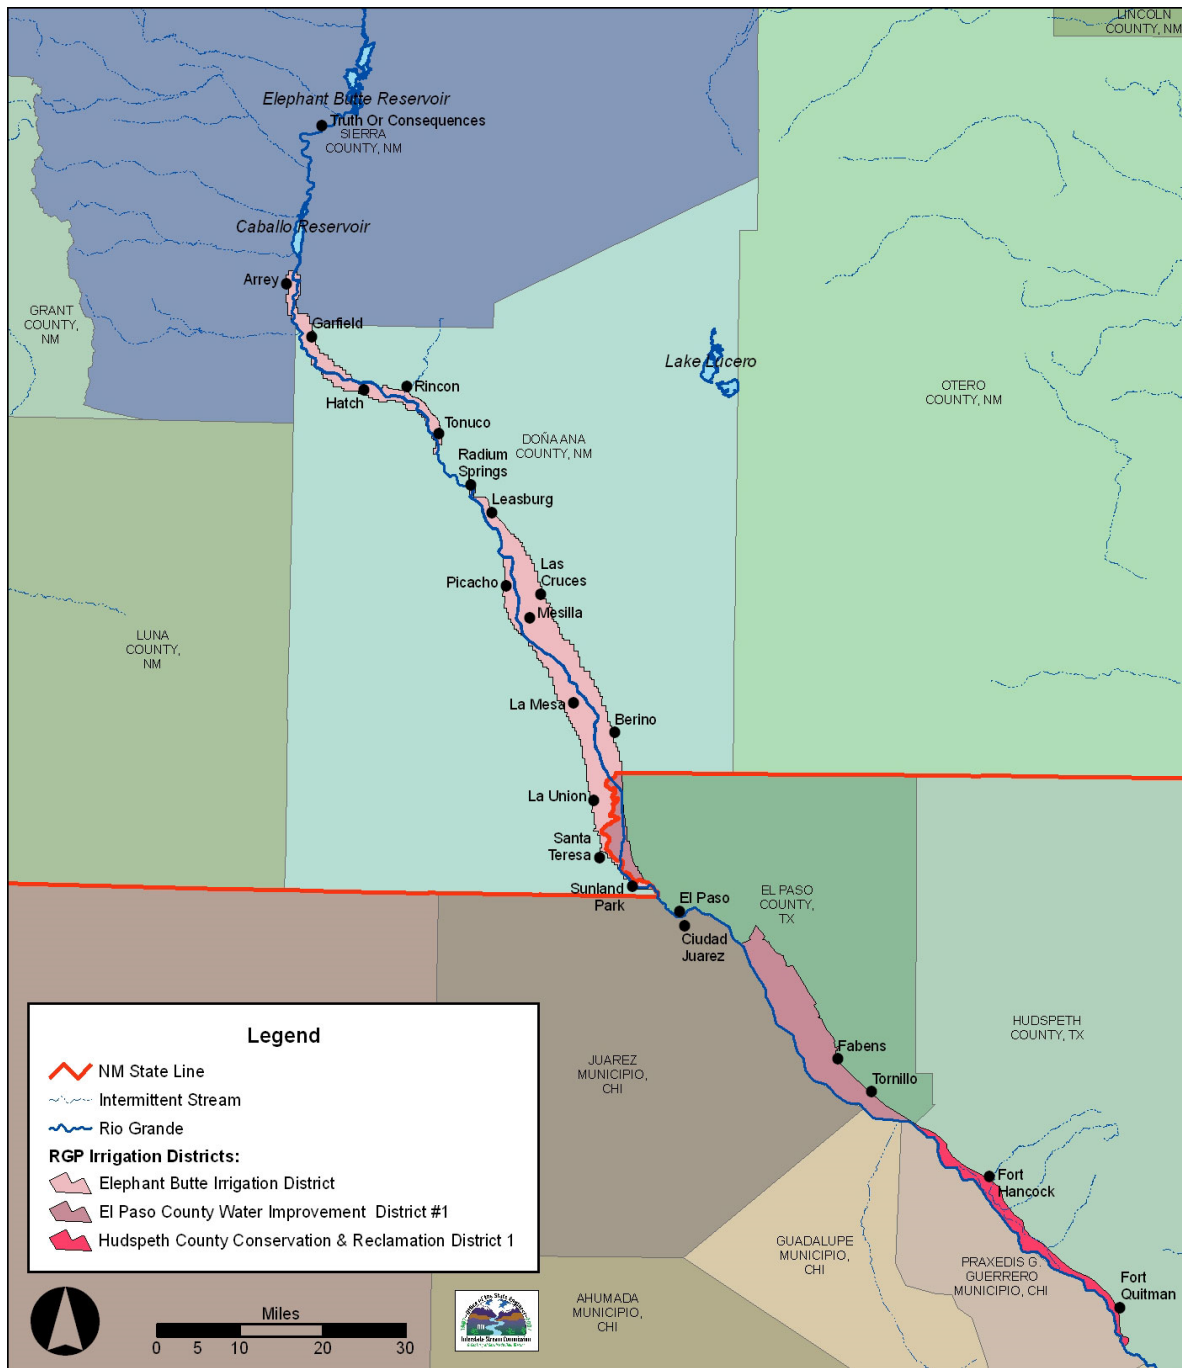 LINCOLN
COUNTY, NM
Elephant Butte Reservoir
Truth Or Consequences
SIERRA
COUNTY, NM
Caballo Reservoir
Arrey
GRANT
COUNTY,
NM
Garfield
Lake Lucero
Rincon
Hatch
OTERO
COUNTY, NM
Tonuco
DOÑA ANA
COUNTY, NM
Radium
Springs
Leasburg
Las
Cruces
Picacho
Mesilla
LUNA
COUNTY,
NM
La Mesa
Berino
La Union
Santa
Teresa
Sunland
Park
El Paso
EL PASO
COUNTY,
TX
Ciudad
Juarez
HUDSPETH
COUNTY, TX
Fabens
JUAREZ
MUNICIPIO,
CHI
Tornillo
Fort
Hancock
GUADALUPE
MUNICIPIO,
CHI
PRAXEDIS G.
GUERRERO
MUNICIPIO, CHI
Fort
Quitman
AHUMADA
MUNICIPIO,
CHI
Legend
NM State Line
Intermittent Stream
Rio Grande
RGP Irrigation Districts:
Elephant Butte Irrigation District
El Paso County Water Improvement District #1
Hudspeth County Conservation & Reclamation District 1
Miles
0 5 10 20 30
Interstate Stream Commission